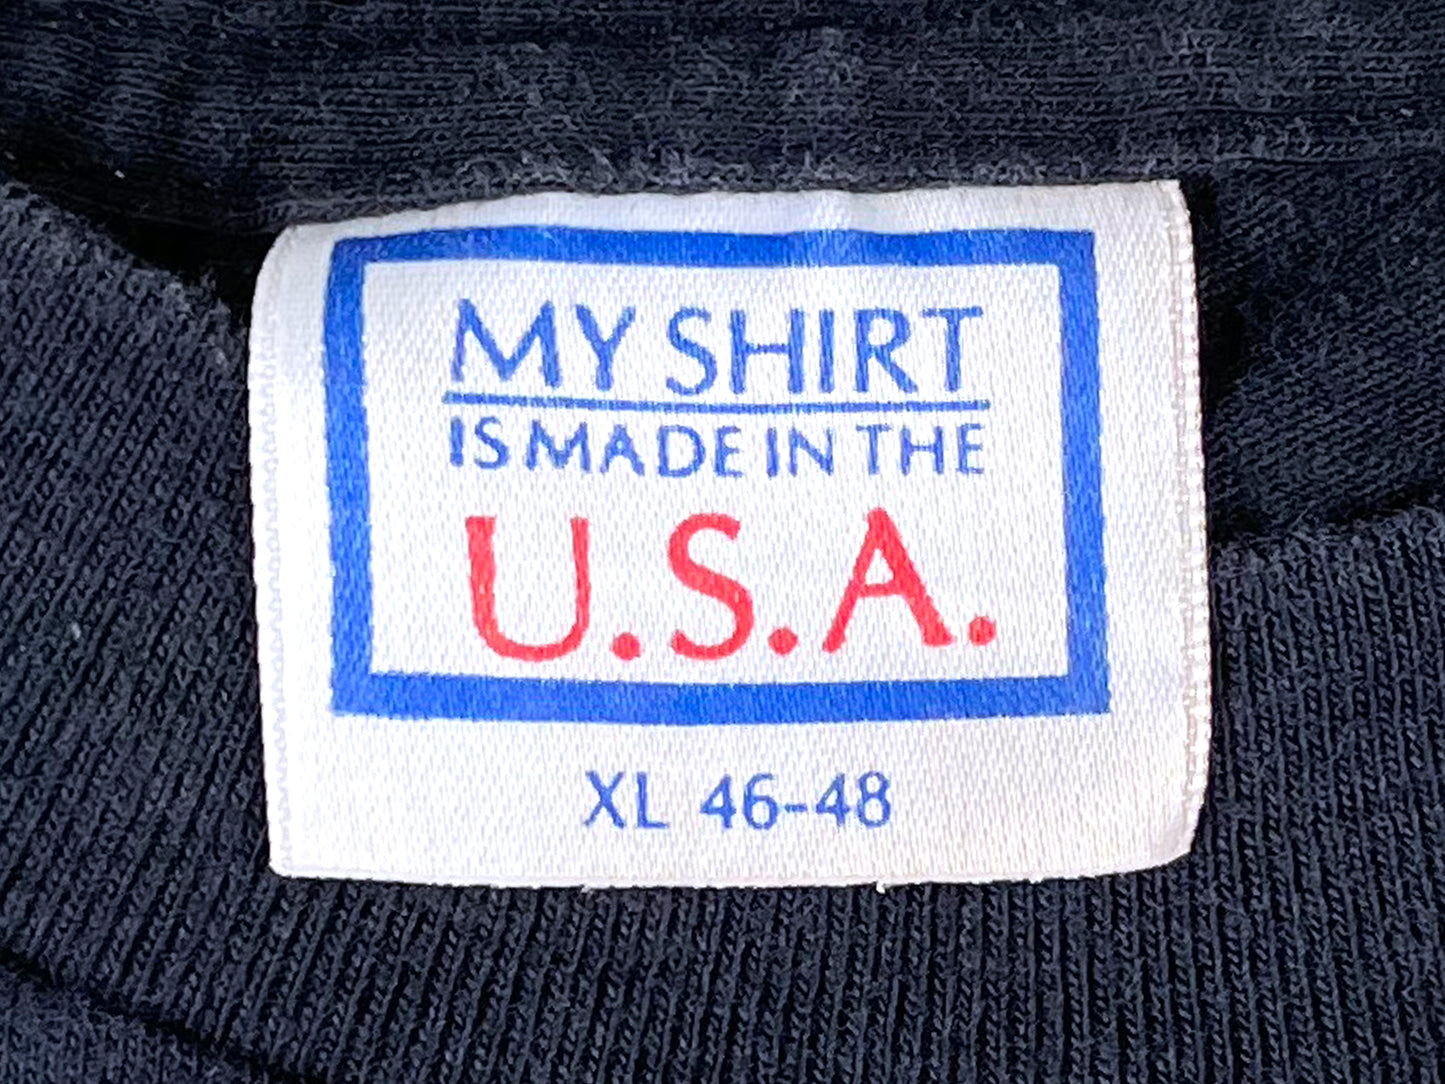 MY SHIRT
IS MADE IN THE
U.S.A.
XL 46-48